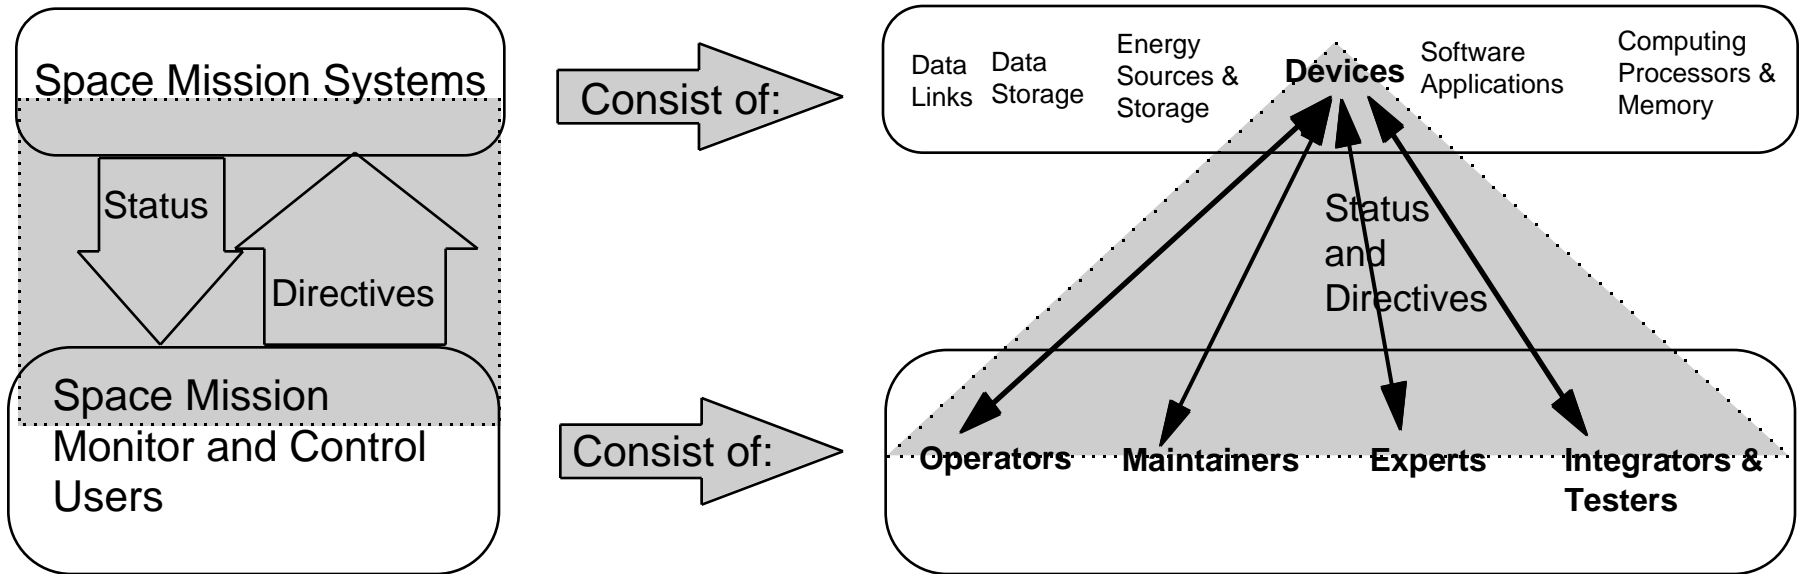 Space Mission Systems
Status
Directives
Space Mission
Monitor and Control
Users
Consist of:
Consist of:
Data
Links
Data
Storage
Energy
Sources &
Storage
Devices
Software
Applications
Computing
Processors &
Memory
Status
and
Directives
Operators
Maintainers
Experts
Integrators &
Testers